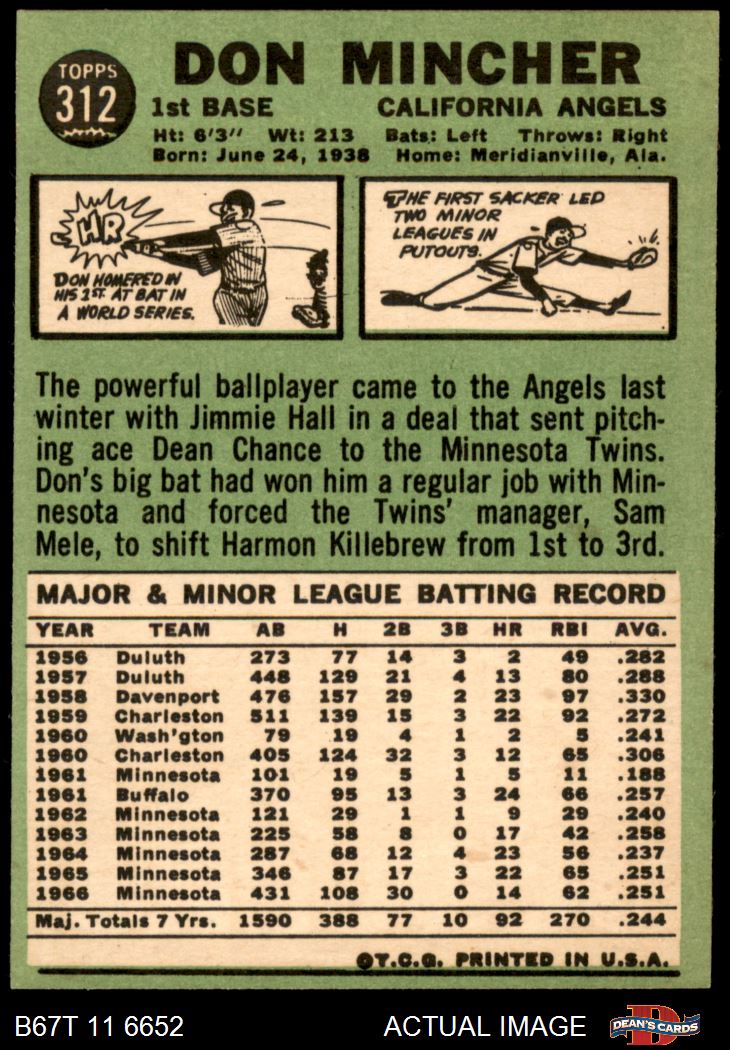 TOPPS
312
DON MINCHER
1st BASE CALIFORNIA ANGELS
Ht: 6'3" Wt: 213 Bats: Left Throws: Right
Born: June 24, 1938 Home: Meridianville, Ala.
HR
DON HOMERED IN
HIS 1ST. AT BAT IN
A WORLD SERIES.
THE FIRST SACKER LED
TWO MINOR
LEAGUES IN
PUTOUTS.
The powerful ballplayer came to the Angels last
winter with Jimmie Hall in a deal that sent pitch-
ing ace Dean Chance to the Minnesota Twins.
Don's big bat had won him a regular job with Min-
nesota and forced the Twins' manager, Sam
Mele, to shift Harmon Killebrew from 1st to 3rd.
MAJOR & MINOR LEAGUE BATTING RECORD
YEAR TEAM AB H 2B 3B HR RBI AVG.
1956 Duluth 273 77 14 3 2 49 .282
1957 Duluth 448 129 21 4 13 80 .288
1958 Davenport 476 157 29 2 23 97 .330
1959 Charleston 511 139 15 3 22 92 .272
1960 Wash'gton 79 19 4 1 2 5 .241
1960 Charleston 405 124 32 3 12 65 .306
1961 Minnesota 101 19 5 1 5 11 .188
1961 Buffalo 370 95 13 3 24 66 .257
1962 Minnesota 121 29 1 1 9 29 .240
1963 Minnesota 225 58 8 0 17 42 .258
1964 Minnesota 287 68 12 4 23 56 .237
1965 Minnesota 346 87 17 3 22 65 .251
1966 Minnesota 431 108 30 0 14 62 .251
Maj. Totals 7 Yrs. 1590 388 77 10 92 270 .244
©T.C.G. PRINTED IN U.S.A.
B67T 11 6652 ACTUAL IMAGE DEAN'S CARDS